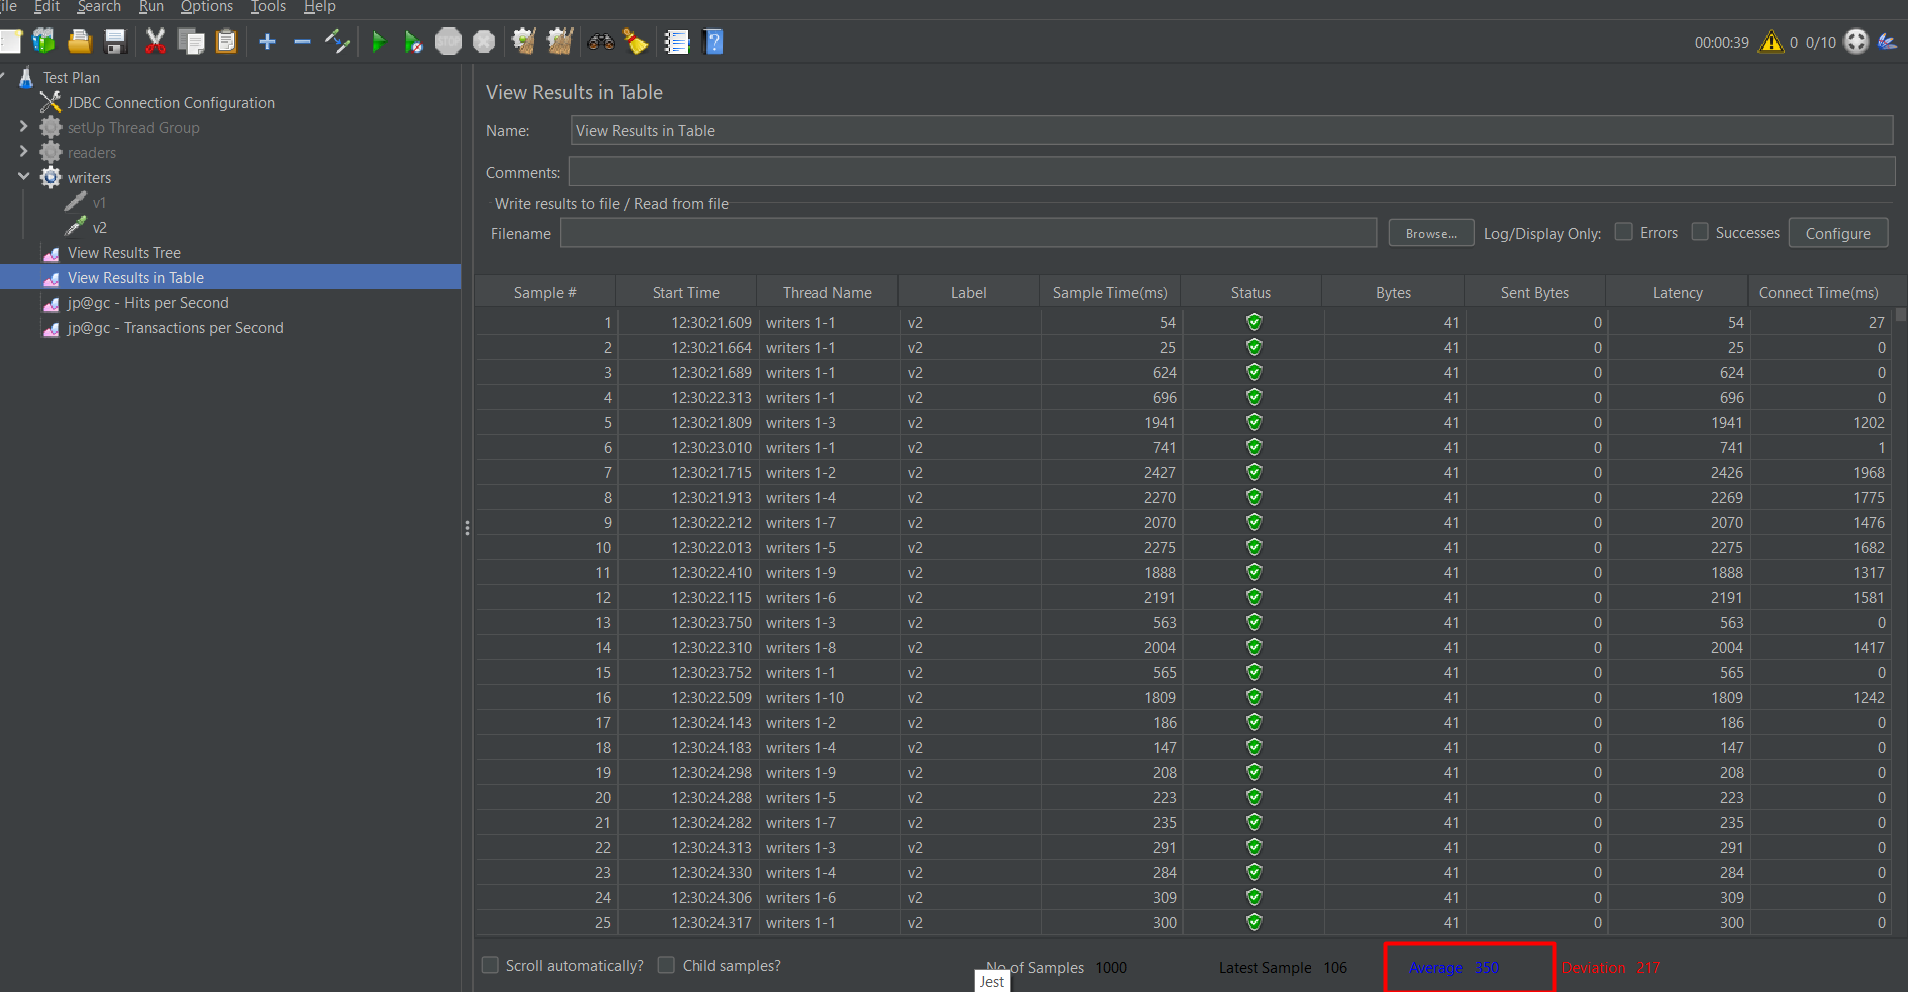 ile Edit Search Run Options Tools Help
00:00:39 0 0/10
Test Plan
JDBC Connection Configuration
setUp Thread Group
readers
writers
v1
v2
View Results Tree
View Results in Table
jp@gc - Hits per Second
jp@gc - Transactions per Second
View Results in Table
Name: View Results in Table
Comments:
Write results to file / Read from file
Filename Browse... Log/Display Only: Errors Successes Configure
Sample # Start Time Thread Name Label Sample Time(ms) Status Bytes Sent Bytes Latency Connect Time(ms)
1 12:30:21.609 writers 1-1 v2 54 41 0 54 27
2 12:30:21.664 writers 1-1 v2 25 41 0 25 0
3 12:30:21.689 writers 1-1 v2 624 41 0 624 0
4 12:30:22.313 writers 1-1 v2 696 41 0 696 0
5 12:30:21.809 writers 1-3 v2 1941 41 0 1941 1202
6 12:30:23.010 writers 1-1 v2 741 41 0 741 1
7 12:30:21.715 writers 1-2 v2 2427 41 0 2426 1968
8 12:30:21.913 writers 1-4 v2 2270 41 0 2269 1775
9 12:30:22.212 writers 1-7 v2 2070 41 0 2070 1476
10 12:30:22.013 writers 1-5 v2 2275 41 0 2275 1682
11 12:30:22.410 writers 1-9 v2 1888 41 0 1888 1317
12 12:30:22.115 writers 1-6 v2 2191 41 0 2191 1581
13 12:30:23.750 writers 1-3 v2 563 41 0 563 0
14 12:30:22.310 writers 1-8 v2 2004 41 0 2004 1417
15 12:30:23.752 writers 1-1 v2 565 41 0 565 0
16 12:30:22.509 writers 1-10 v2 1809 41 0 1809 1242
17 12:30:24.143 writers 1-2 v2 186 41 0 186 0
18 12:30:24.183 writers 1-4 v2 147 41 0 147 0
19 12:30:24.298 writers 1-9 v2 208 41 0 208 0
20 12:30:24.288 writers 1-5 v2 223 41 0 223 0
21 12:30:24.282 writers 1-7 v2 235 41 0 235 0
22 12:30:24.313 writers 1-3 v2 291 41 0 291 0
23 12:30:24.330 writers 1-4 v2 284 41 0 284 0
24 12:30:24.306 writers 1-6 v2 309 41 0 309 0
25 12:30:24.317 writers 1-1 v2 300 41 0 300 0
Scroll automatically? Child samples? No of Samples 1000 Latest Sample 106 Average 350 Deviation 217
Jest